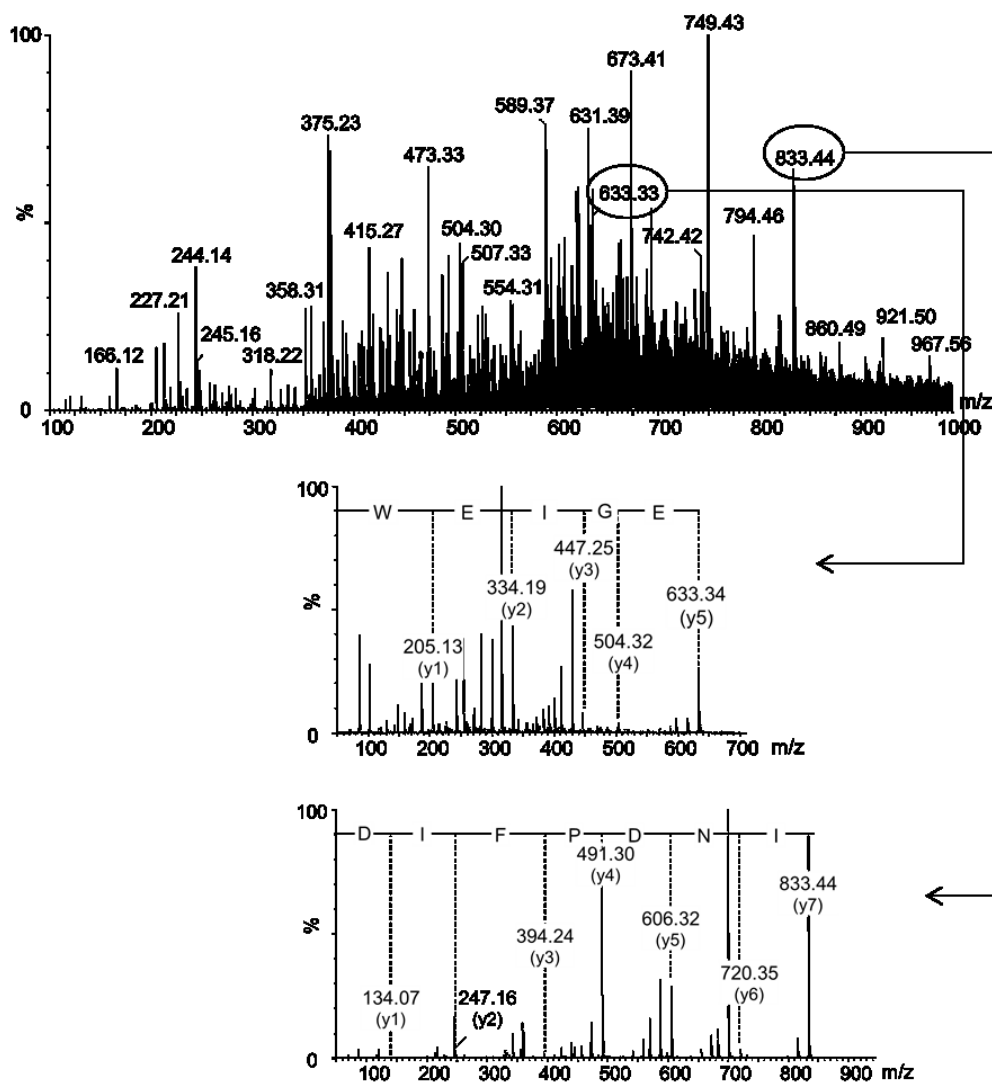 100
%
0
166.12
227.21
244.14
245.16
318.22
358.31
375.23
415.27
473.33
504.30
507.33
554.31
589.37
631.39
633.33
673.41
742.42
749.43
794.46
833.44
860.49
921.50
967.56
m/z
100 200 300 400 500 600 700 800 900 1000
100
%
0
W E I G E
205.13
(y1)
334.19
(y2)
447.25
(y3)
504.32
(y4)
633.34
(y5)
100 200 300 400 500 600 700 m/z
100
%
0
D I F P D N I
134.07
(y1)
247.16
(y2)
394.24
(y3)
491.30
(y4)
606.32
(y5)
720.35
(y6)
833.44
(y7)
100 200 300 400 500 600 700 800 900 m/z